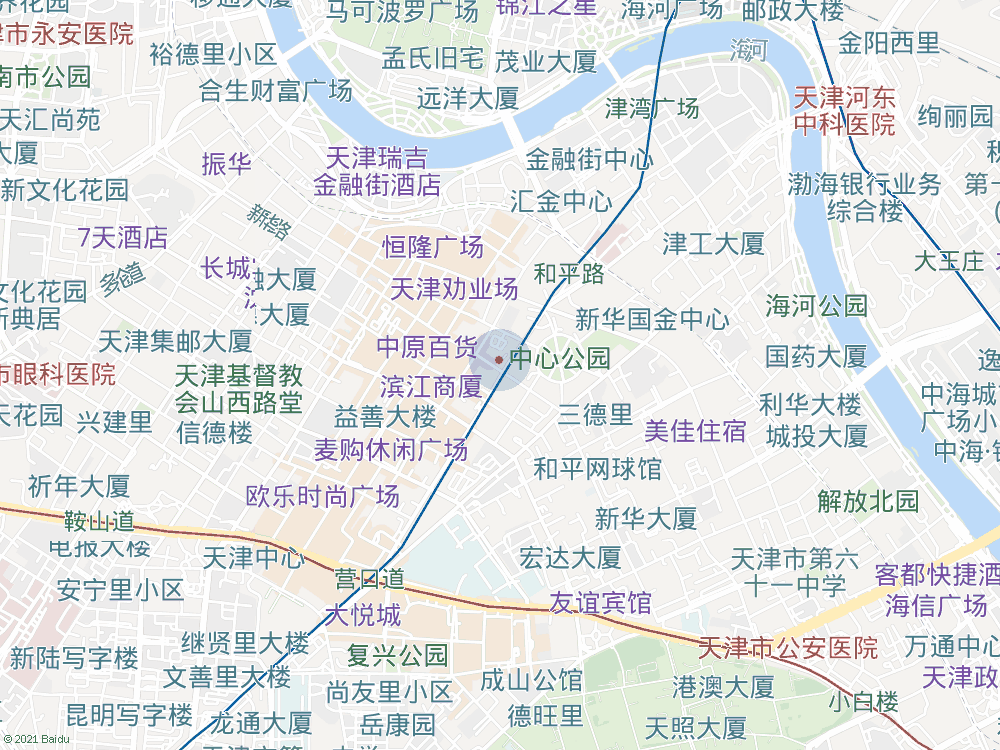 马可波罗广场
锦江之星
海河广场
邮政大楼
津市永安医院
裕德里小区
孟氏旧宅
茂业大厦
海河
金阳西里
南市公园
合生财富广场
远洋大厦
津湾广场
天津河东
中科医院
绚丽园
天汇尚苑
大厦
振华
天津瑞吉
金融街酒店
金融街中心
新文化花园
汇金中心
渤海银行业务
综合楼
第一
新华路
7天酒店
恒隆广场
津工大厦
多伦道
长城
融大厦
和平路
大王庄
文化花园
天津劝业场
大厦
海河公园
新典居
新华国金中心
天津集邮大厦
中原百货
中心公园
国药大厦
市眼科医院
天津基督教
会山西路堂
滨江商厦
中海城
广场小
天花园
兴建里
信德楼
益善大楼
三德里
利华大楼
美佳住宿
城投大厦
麦购休闲广场
中海·
和平网球馆
祈年大厦
欧乐时尚广场
解放北园
鞍山道
新华大厦
电报大楼
天津中心
宏达大厦
天津市第六
十一中学
安宁里小区
营口道
客都快捷酒
海信广场
大悦城
友谊宾馆
继贤里大楼
天津市公安医院
万通中心
新陆写字楼
复兴公园
文善里大厦
尚友里小区
成山公馆
港澳大厦
天津政
小白楼
昆明写字楼
龙通大厦
岳康园
德旺里
天照大厦
© 2021 Baidu